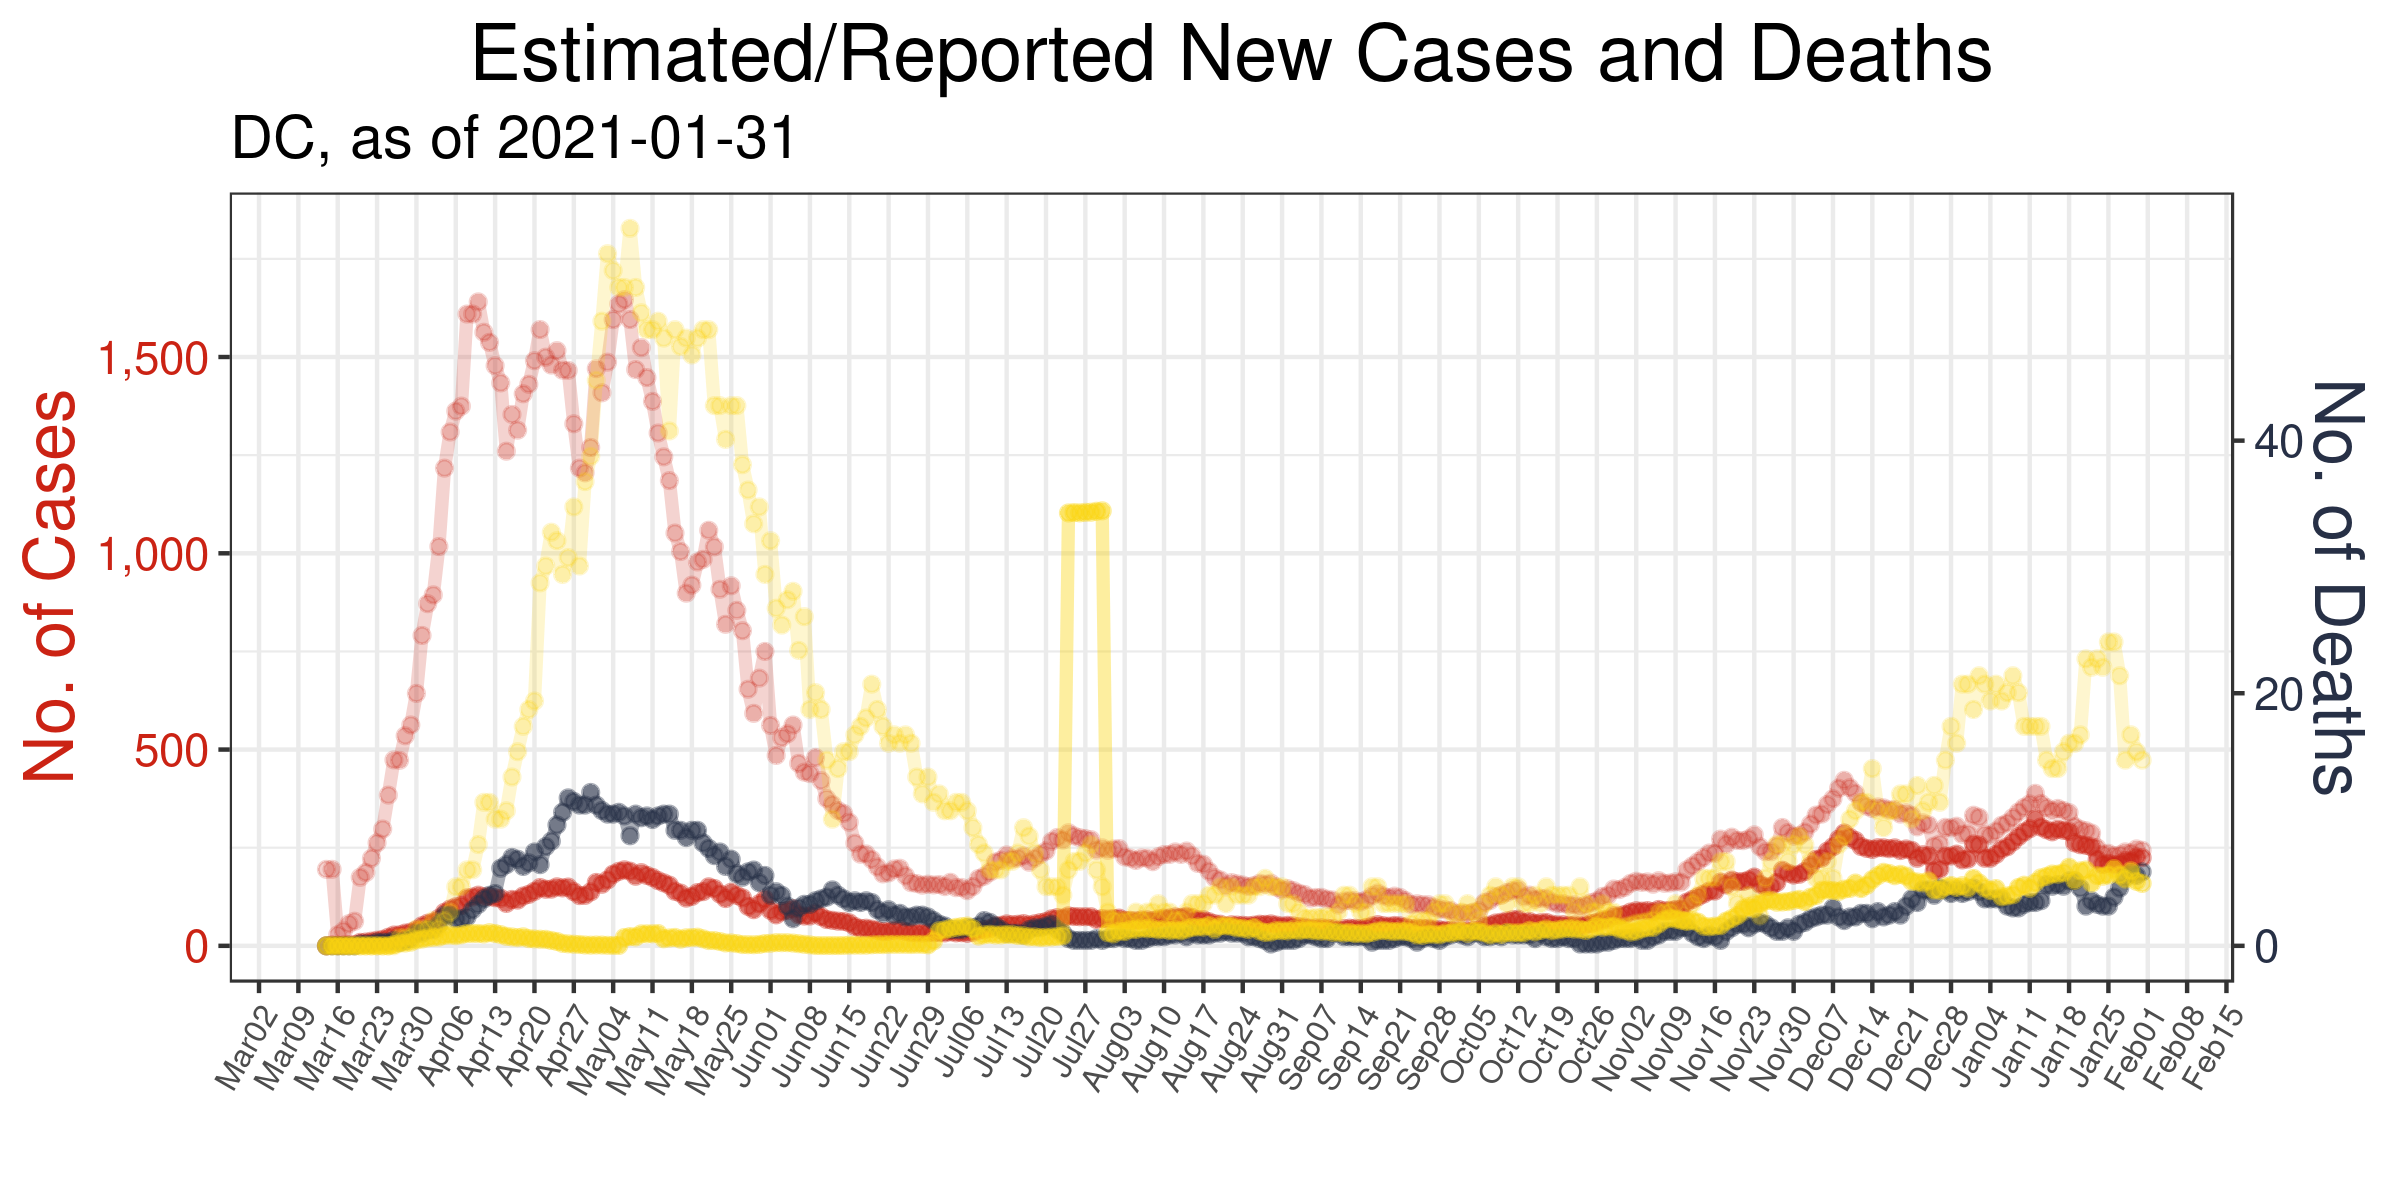 Estimated/Reported New Cases and Deaths
DC, as of 2021-01-31
No. of Cases
1,500
1,000
500
0
40
20
0
No. of Deaths
Mar02
Mar09
Mar16
Mar23
Mar30
Apr06
Apr13
Apr20
Apr27
May04
May11
May18
May25
Jun01
Jun08
Jun15
Jun22
Jun29
Jul06
Jul13
Jul20
Jul27
Aug03
Aug10
Aug17
Aug24
Aug31
Sep07
Sep14
Sep21
Sep28
Oct05
Oct12
Oct19
Oct26
Nov02
Nov09
Nov16
Nov23
Nov30
Dec07
Dec14
Dec21
Dec28
Jan04
Jan11
Jan18
Jan25
Feb01
Feb08
Feb15